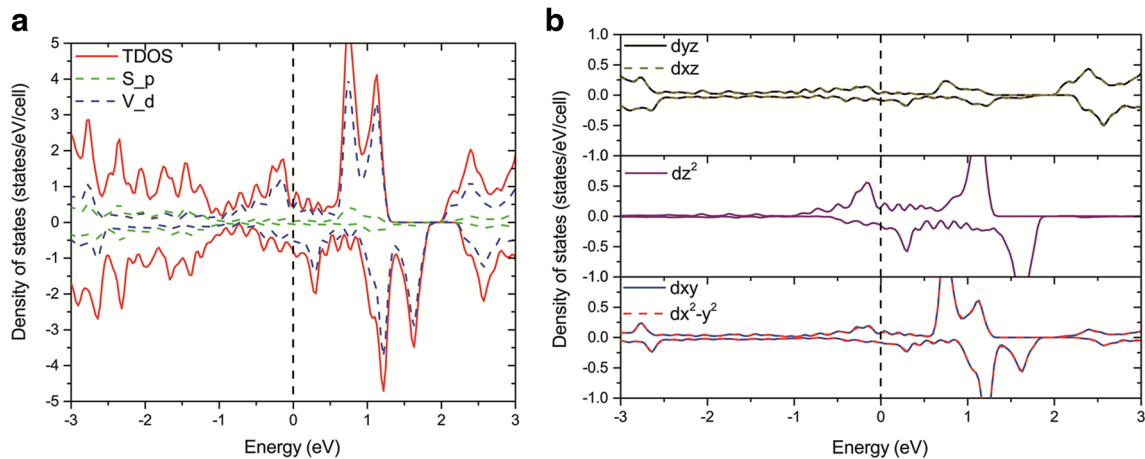 a
5
4
3
2
1
0
-1
-2
-3
-4
-5
Density of states (states/eV/cell)
TDOS
S_p
V_d
-3 -2 -1 0 1 2 3
Energy (eV)
b
1.0
0.5
0.0
-0.5
-1.0
dyz
dxz
0.5
0.0
-0.5
-1.0
dz²
0.5
0.0
-0.5
-1.0
dxy
dx²-y²
Density of states (states/eV/cell)
-3 -2 -1 0 1 2 3
Energy (eV)